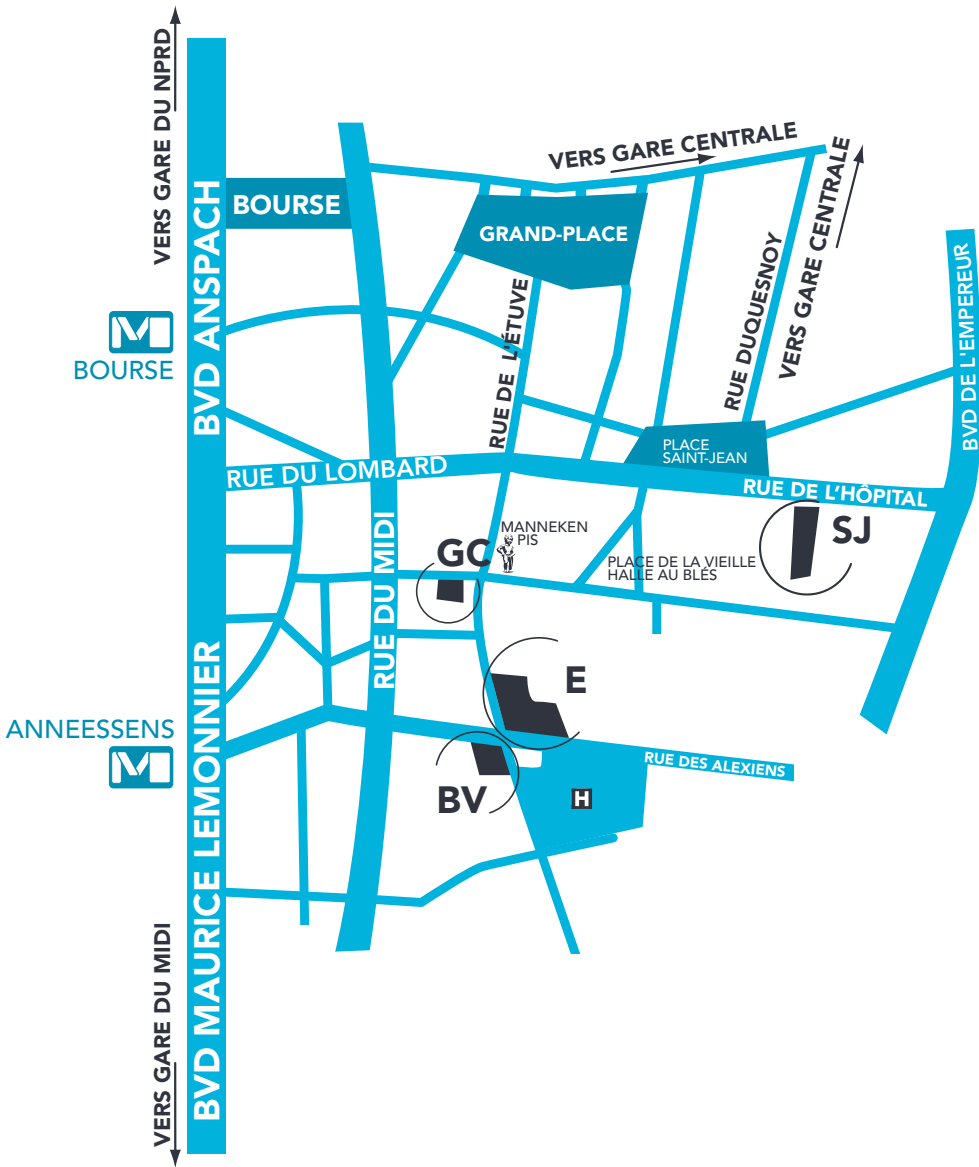 VERS GARE DU NPRD
BVD ANSPACH
BOURSE
VERS GARE CENTRALE
GRAND-PLACE
VERS GARE CENTRALE
RUE DUQUESNOY
BVD DE L'EMPEREUR
M
BOURSE
RUE DE L'ÉTUVE
PLACE
SAINT-JEAN
RUE DU LOMBARD
RUE DE L'HÔPITAL
MANNEKEN
PIS
GC
SJ
PLACE DE LA VIEILLE
HALLE AU BLÉS
RUE DU MIDI
E
ANNEESSENS
M
BVD MAURICE LEMONNIER
RUE DES ALEXIENS
BV
H
VERS GARE DU MIDI